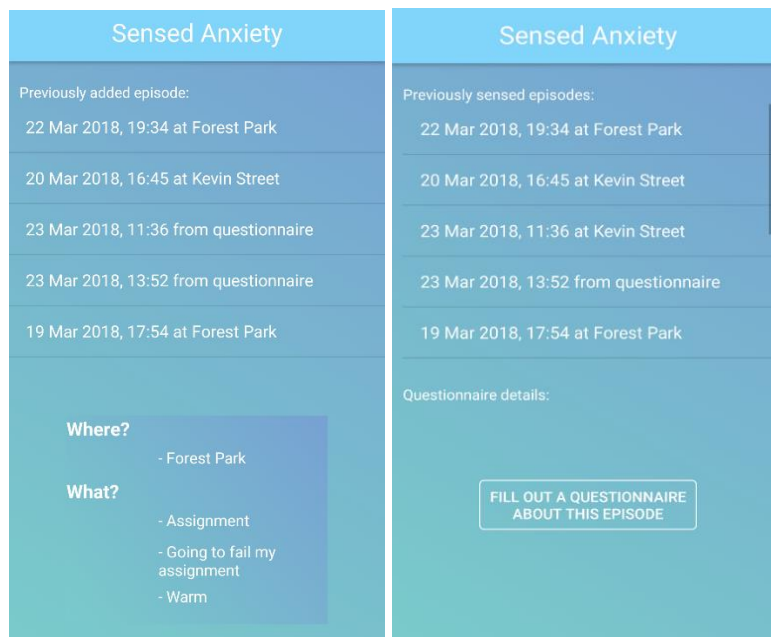 Sensed Anxiety
Previously added episode:
22 Mar 2018, 19:34 at Forest Park
20 Mar 2018, 16:45 at Kevin Street
23 Mar 2018, 11:36 from questionnaire
23 Mar 2018, 13:52 from questionnaire
19 Mar 2018, 17:54 at Forest Park
Where?
- Forest Park
What?
- Assignment
- Going to fail my
assignment
- Warm
Sensed Anxiety
Previously sensed episodes:
22 Mar 2018, 19:34 at Forest Park
20 Mar 2018, 16:45 at Kevin Street
23 Mar 2018, 11:36 at Kevin Street
23 Mar 2018, 13:52 from questionnaire
19 Mar 2018, 17:54 at Forest Park
Questionnaire details:
FILL OUT A QUESTIONNAIRE
ABOUT THIS EPISODE